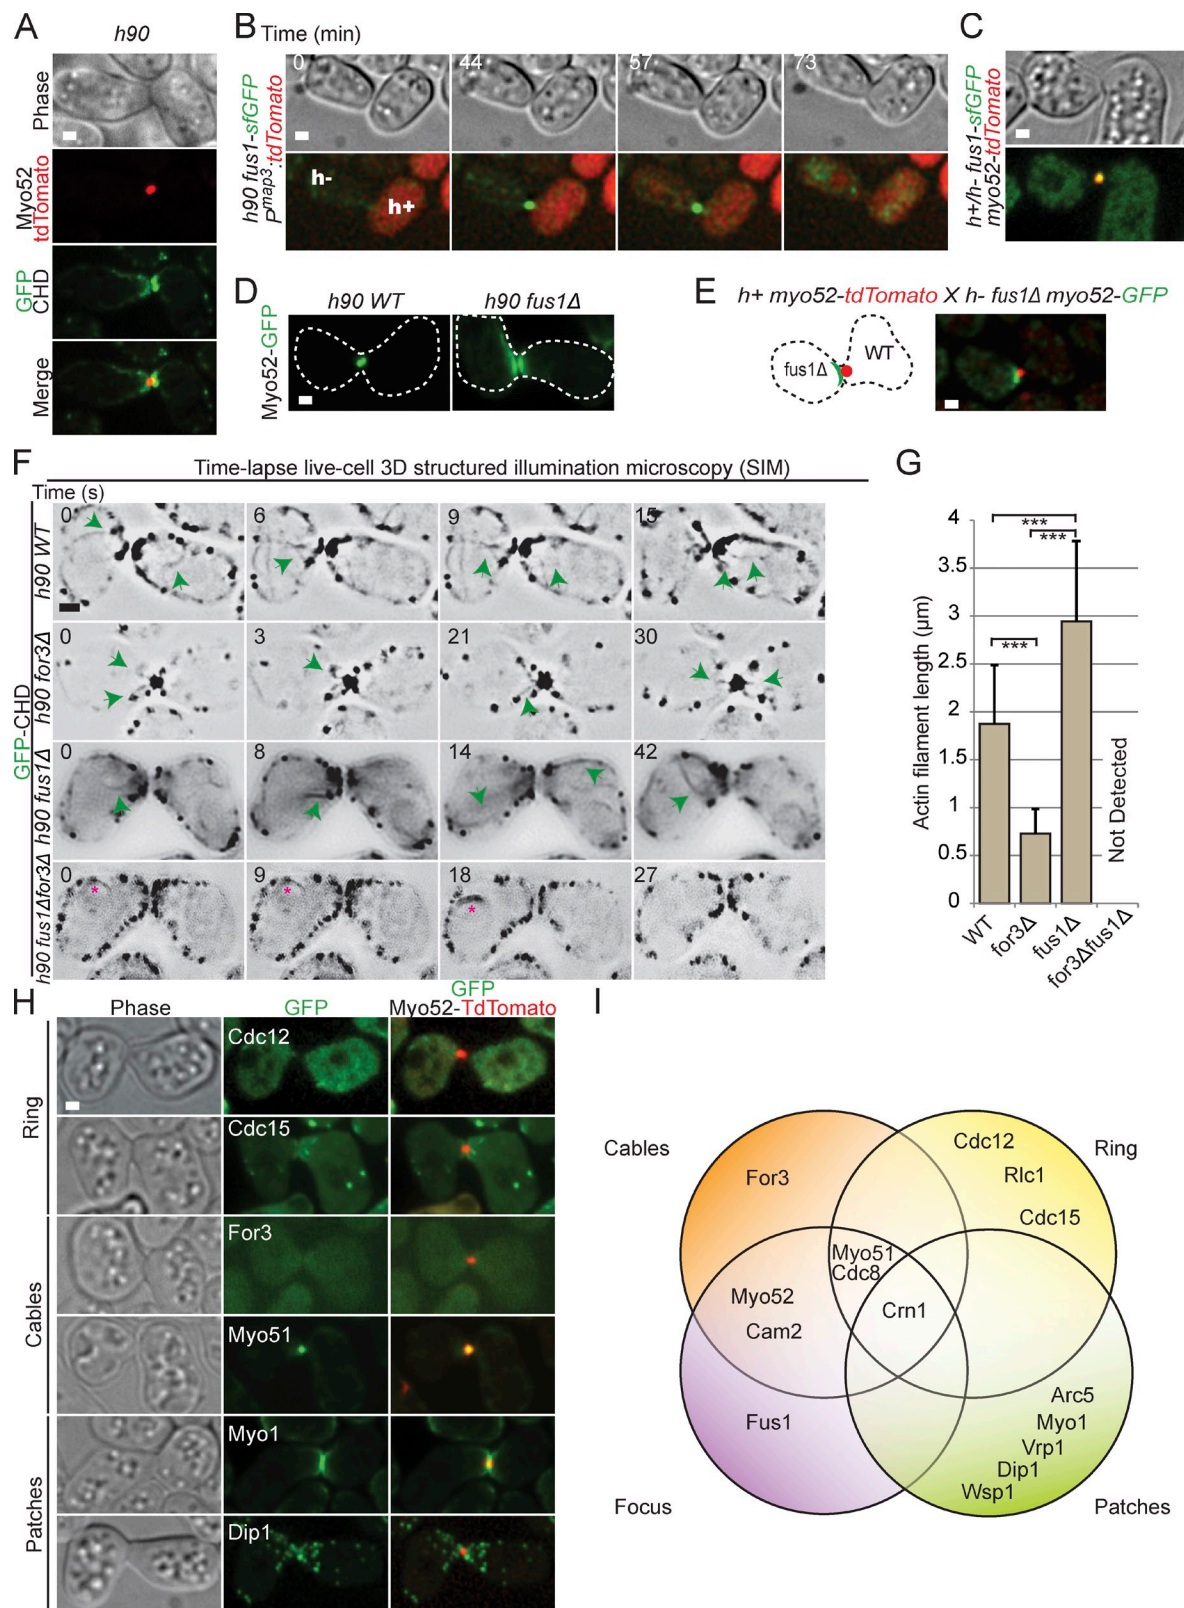 A
h90
Phase
Myo52
tdTomato
GFP
CHD
Merge
B
Time (min)
h90 fus1-sfGFP
Pmap3:tdTomato
0
44
57
73
h-
h+
C
h+/h- fus1-sfGFP
myo52-tdTomato
D
h90 WT
h90 fus1Δ
Myo52-GFP
E
h+ myo52-tdTomato X h- fus1Δ myo52-GFP
fus1Δ
WT
F
Time-lapse live-cell 3D structured illumination microscopy (SIM)
Time (s)
GFP-CHD
h90 WT
0
6
9
15
h90 for3Δ
0
3
21
30
h90 fus1Δ
0
8
14
42
h90 fus1Δfor3Δ
0
9
18
27
*
*
*
G
Actin filament length (μm)
4
3.5
3
2.5
2
1.5
1
0.5
0
***
***
***
Not Detected
WT
for3Δ
fus1Δ
for3Δfus1Δ
H
Phase
GFP
GFP
Myo52-TdTomato
Ring
Cdc12
Cdc15
Cables
For3
Myo51
Patches
Myo1
Dip1
I
Cables
Ring
Cdc12
Rlc1
Cdc15
For3
Myo51
Cdc8
Myo52
Cam2
Crn1
Fus1
Arc5
Myo1
Vrp1
Dip1
Wsp1
Focus
Patches